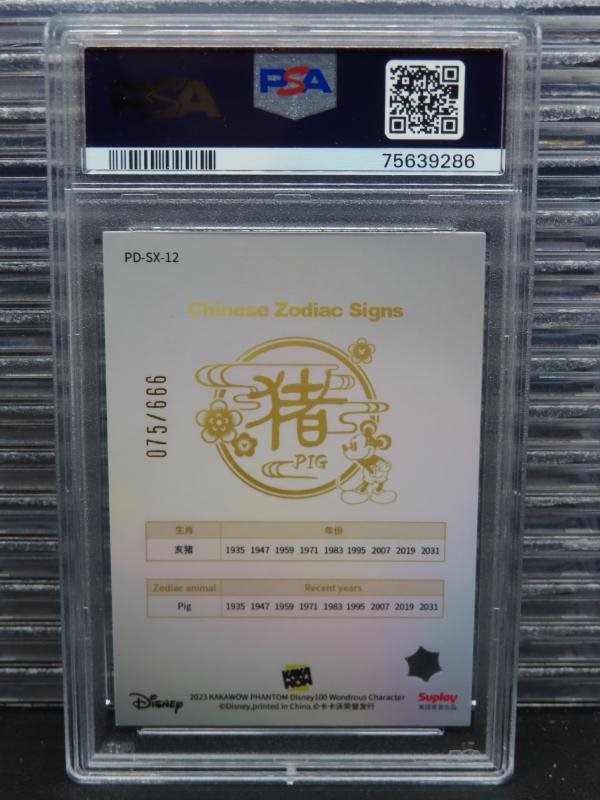 PSA
PSA
75639286
PD-SX-12
Chinese Zodiac Signs
075/666
猪
PIG
生肖 年份
亥猪 1935 1947 1959 1971 1983 1995 2007 2019 2031
Zodiac animal Recent years
Pig 1935 1947 1959 1971 1983 1995 2007 2019 2031
KAKAWOW
Disney
2023 KAKAWOW PHANTOM Disney100 Wondrous Character
©Disney,printed in China.©卡卡沃荣誉发行
Suplay